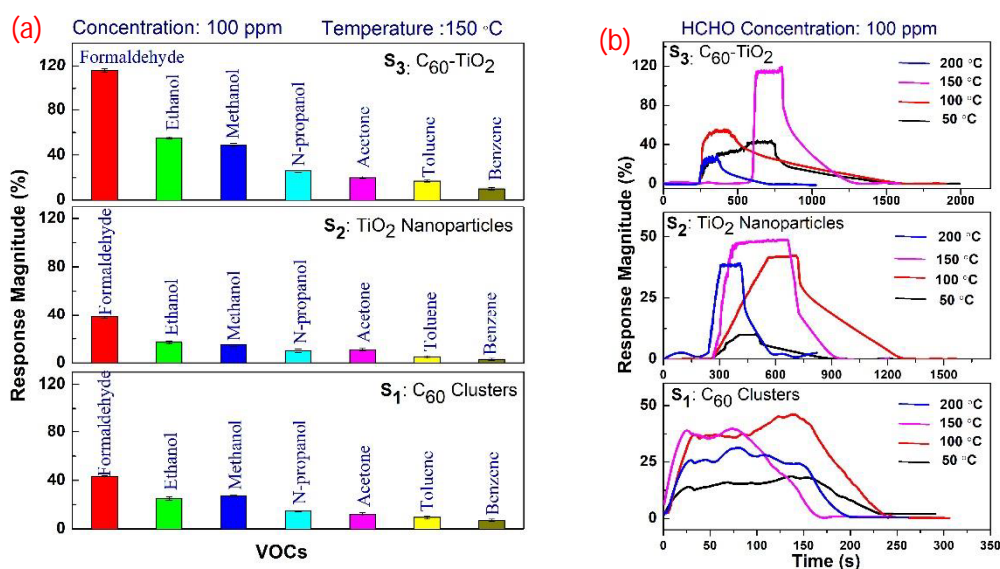 (a)
Concentration: 100 ppm Temperature :150 °C
Response Magnitude (%)
S3: C60-TiO2
120
80
40
0
Formaldehyde
Ethanol
Methanol
N-propanol
Acetone
Toluene
Benzene
S2: TiO2 Nanoparticles
120
80
40
0
Formaldehyde
Ethanol
Methanol
N-propanol
Acetone
Toluene
Benzene
S1: C60 Clusters
120
80
40
0
Formaldehyde
Ethanol
Methanol
N-propanol
Acetone
Toluene
Benzene
VOCs
(b)
HCHO Concentration: 100 ppm
Response Magnitude (%)
S3: C60-TiO2
200 °C
150 °C
100 °C
50 °C
120
80
40
0
0 500 1000 1500 2000
S2: TiO2 Nanoparticles
200 °C
150 °C
100 °C
50 °C
50
25
0
0 300 600 900 1200 1500
S1: C60 Clusters
200 °C
150 °C
100 °C
50 °C
50
25
0
0 50 100 150 200 250 300 350
Time (s)